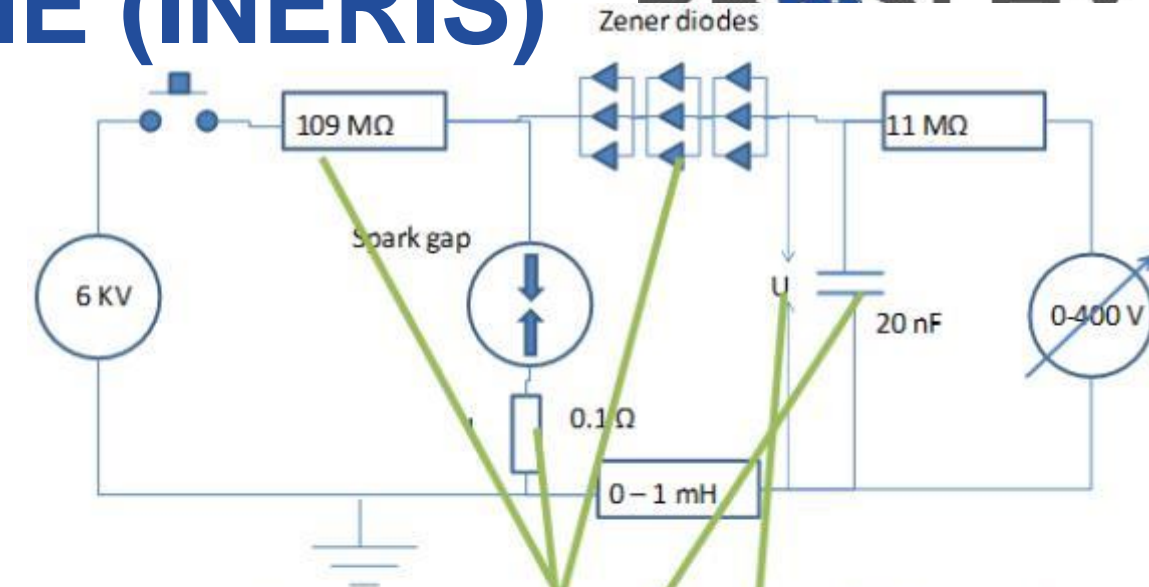 IE (INERIS)
Zener diodes
109 MΩ
11 MΩ
Spark gap
6 KV
U
20 nF
0-400 V
0.1 Ω
0 – 1 mH